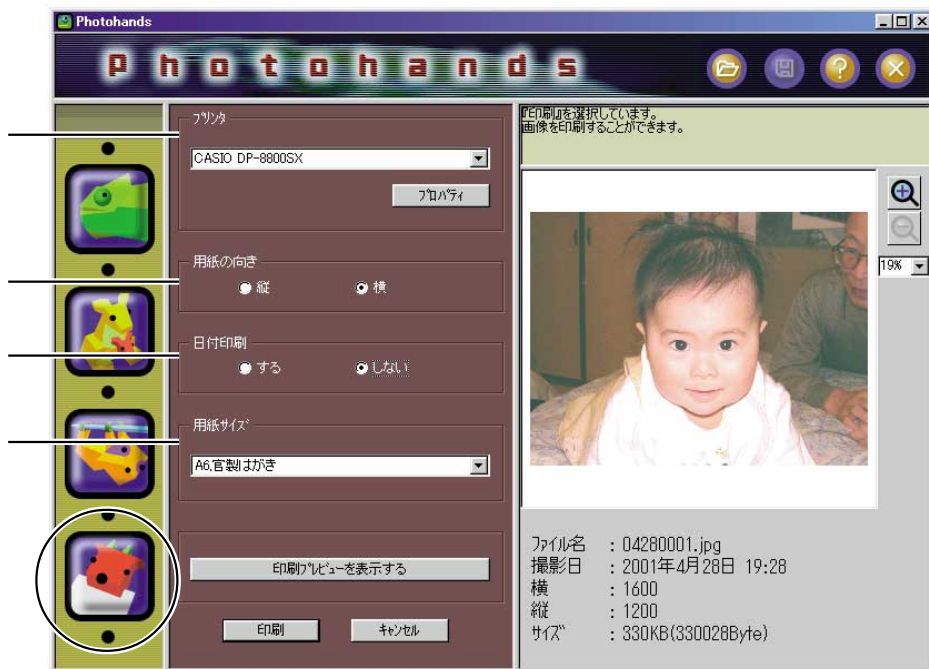 Photohands
Photohands
プリンタ
CASIO DP-8800SX
プロパティ
用紙の向き
縦
横
日付印刷
する
しない
用紙サイズ
A6,官製はがき
印刷プレビューを表示する
印刷
キャンセル
『印刷』を選択しています。
画像を印刷することができます。
19%
ファイル名 : 04280001.jpg
撮影日 : 2001年4月28日 19:28
横 : 1600
縦 : 1200
サイズ : 330KB(330028Byte)